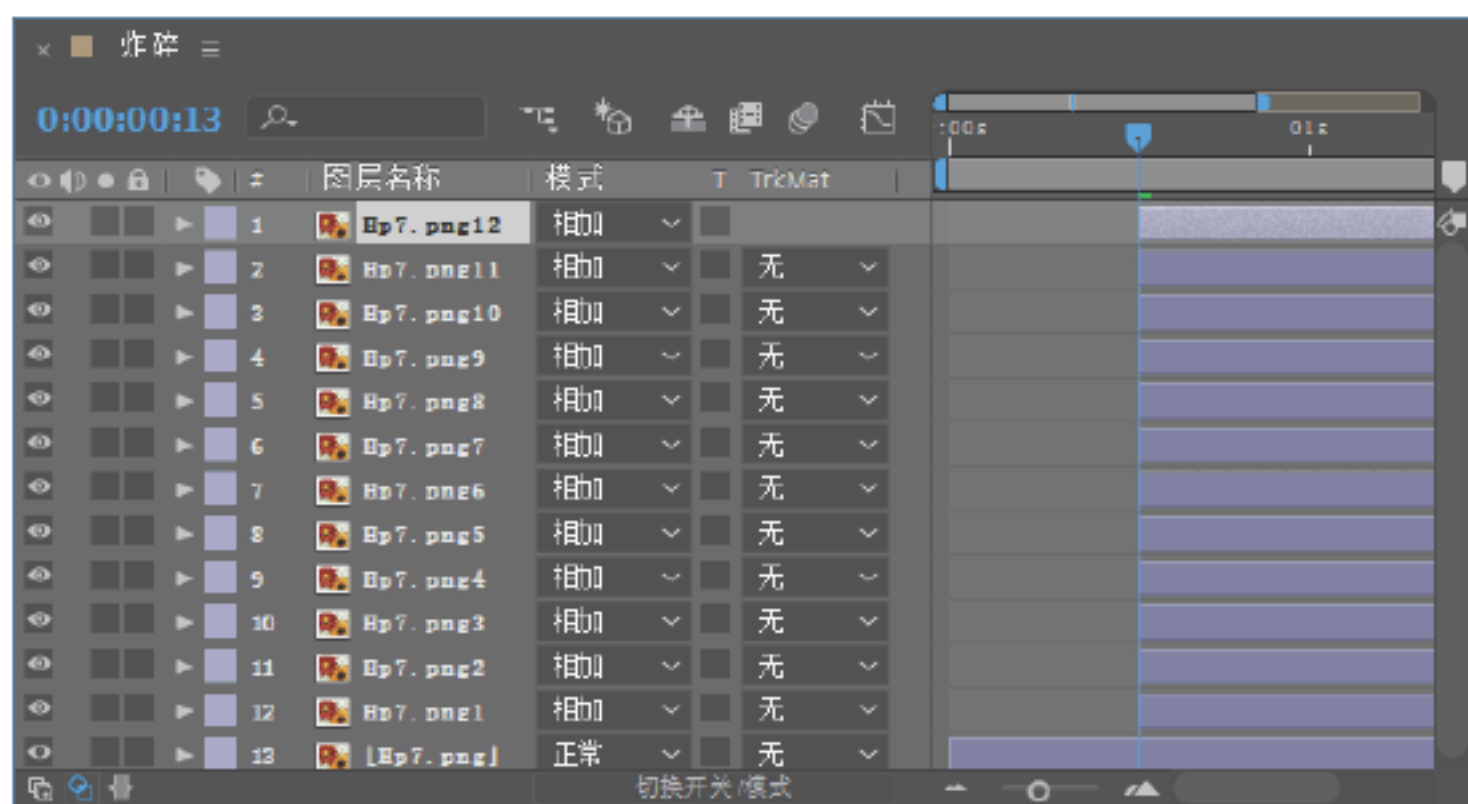 炸碎
0:00:00:13
:00s 01s
# 图层名称 模式 T TrkMat
1 Hp7.png12 相加
2 Hp7.png11 相加 无
3 Hp7.png10 相加 无
4 Hp7.png9 相加 无
5 Hp7.png8 相加 无
6 Hp7.png7 相加 无
7 Hp7.png6 相加 无
8 Hp7.png5 相加 无
9 Hp7.png4 相加 无
10 Hp7.png3 相加 无
11 Hp7.png2 相加 无
12 Hp7.png1 相加 无
13 [Hp7.png] 正常 无
切换开关/模式